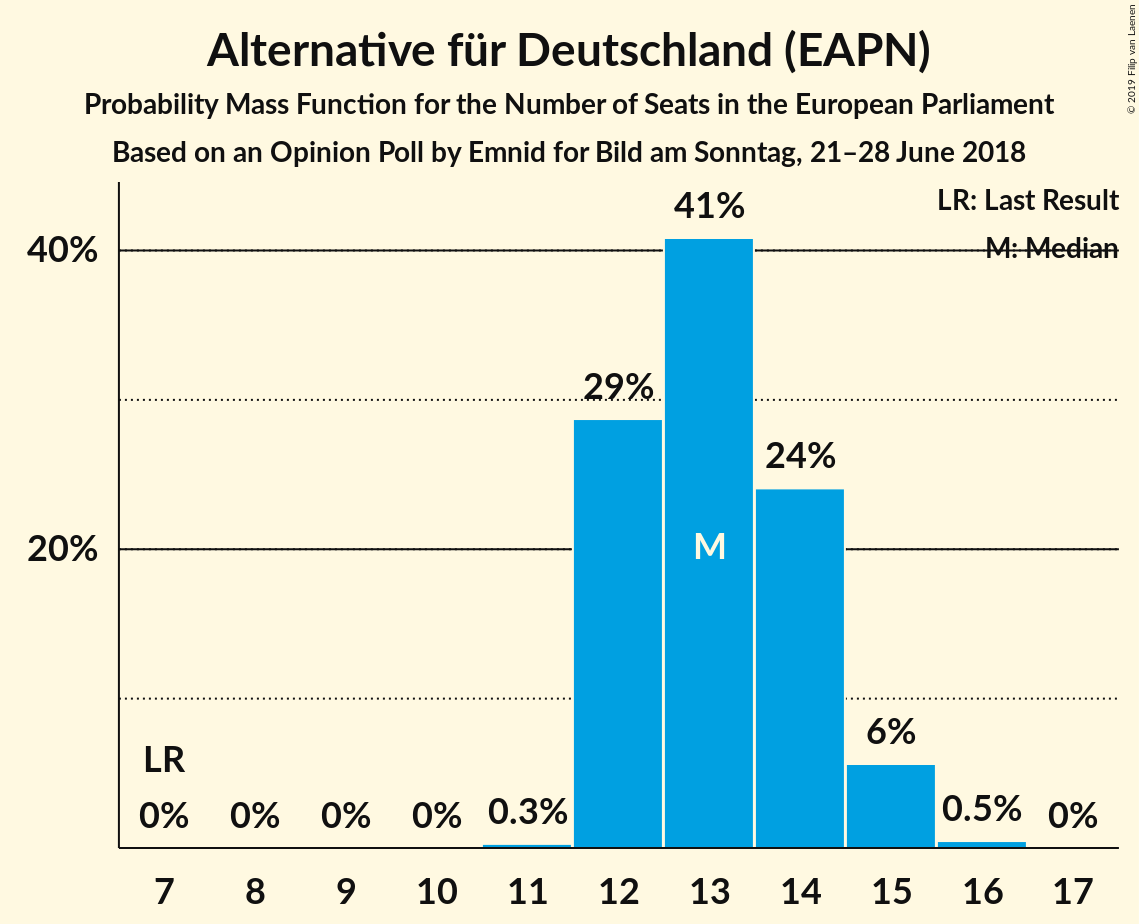 Alternative für Deutschland (EAPN)
Probability Mass Function for the Number of Seats in the European Parliament
Based on an Opinion Poll by Emnid for Bild am Sonntag, 21–28 June 2018
© 2019 Filip van Laenen
LR: Last Result
M: Median
40%
20%
41%
29%
24%
M
6%
LR
0%
0%
0%
0%
0.3%
0.5%
0%
7 8 9 10 11 12 13 14 15 16 17